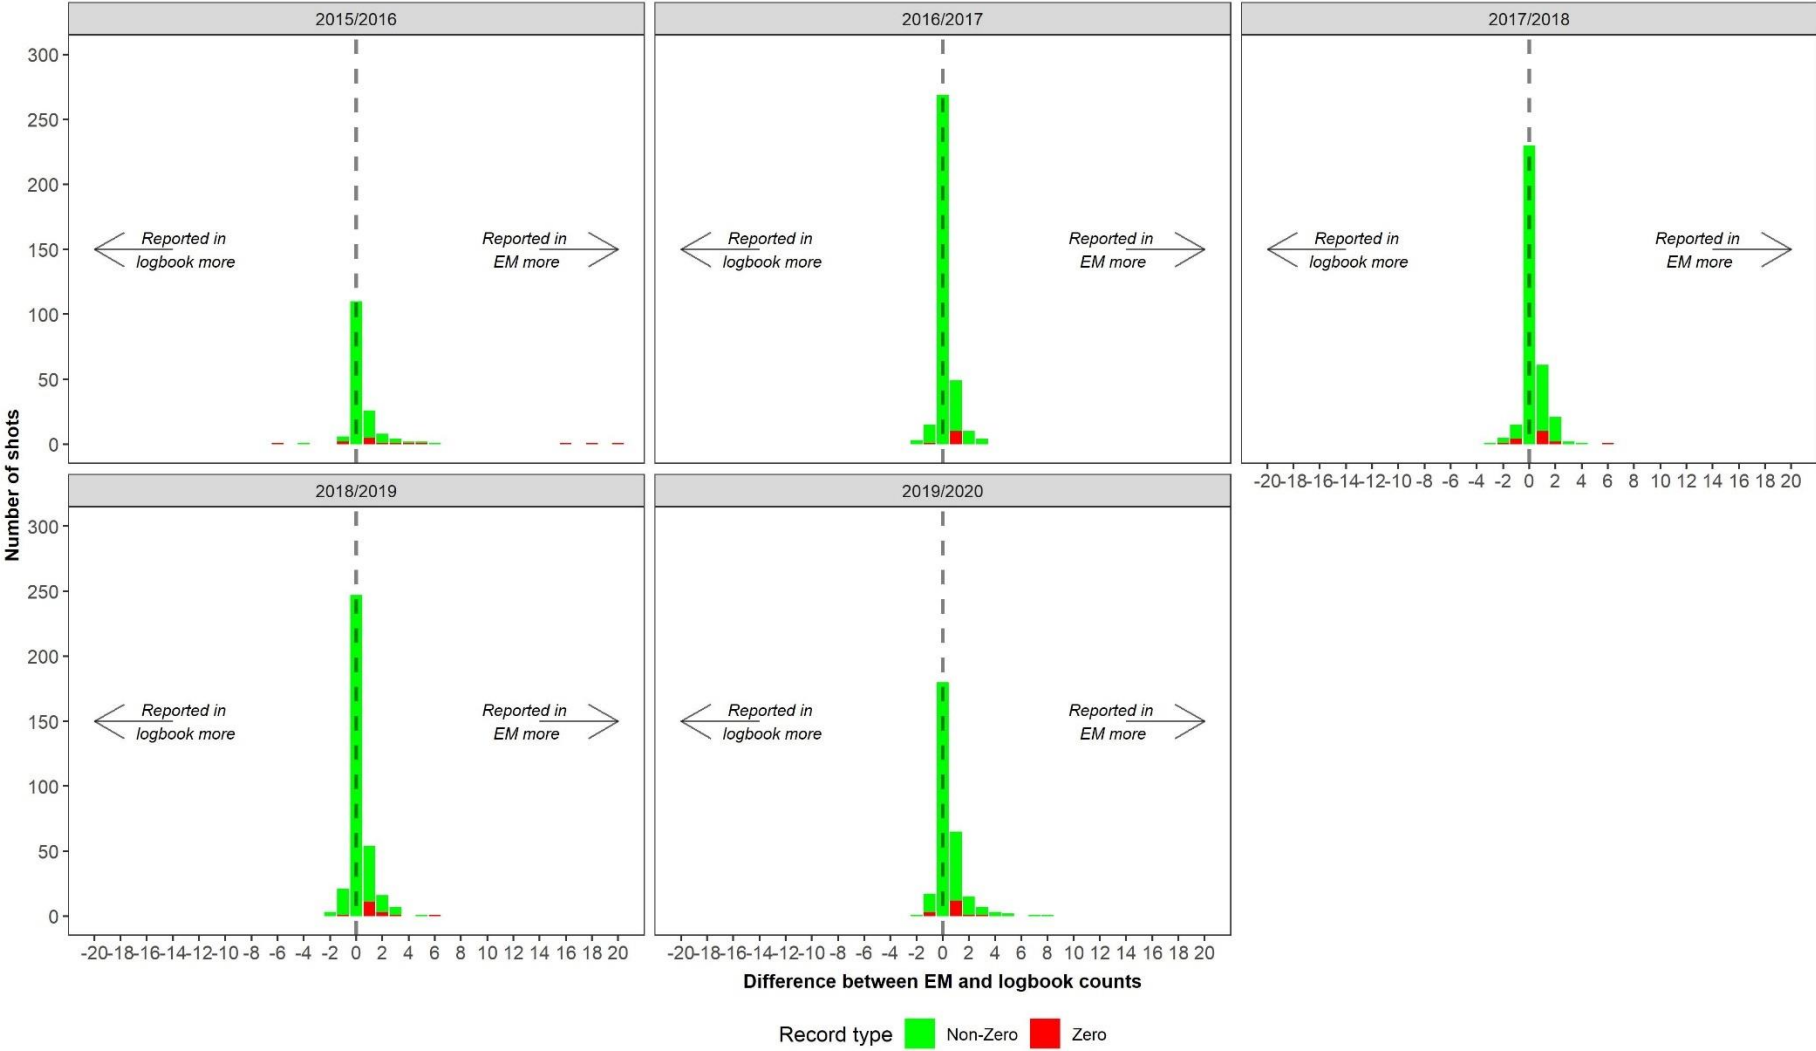 2015/2016
2016/2017
2017/2018
300
250
200
150
100
50
0
Reported in
logbook more
Reported in
EM more
Reported in
logbook more
Reported in
EM more
Reported in
logbook more
Reported in
EM more
-20 -18 -16 -14 -12 -10 -8 -6 -4 -2 0 2 4 6 8 10 12 14 16 18 20
2018/2019
2019/2020
300
250
200
150
100
50
0
Reported in
logbook more
Reported in
EM more
Reported in
logbook more
Reported in
EM more
-20 -18 -16 -14 -12 -10 -8 -6 -4 -2 0 2 4 6 8 10 12 14 16 18 20
-20 -18 -16 -14 -12 -10 -8 -6 -4 -2 0 2 4 6 8 10 12 14 16 18 20
Number of shots
Difference between EM and logbook counts
Record type Non-Zero Zero